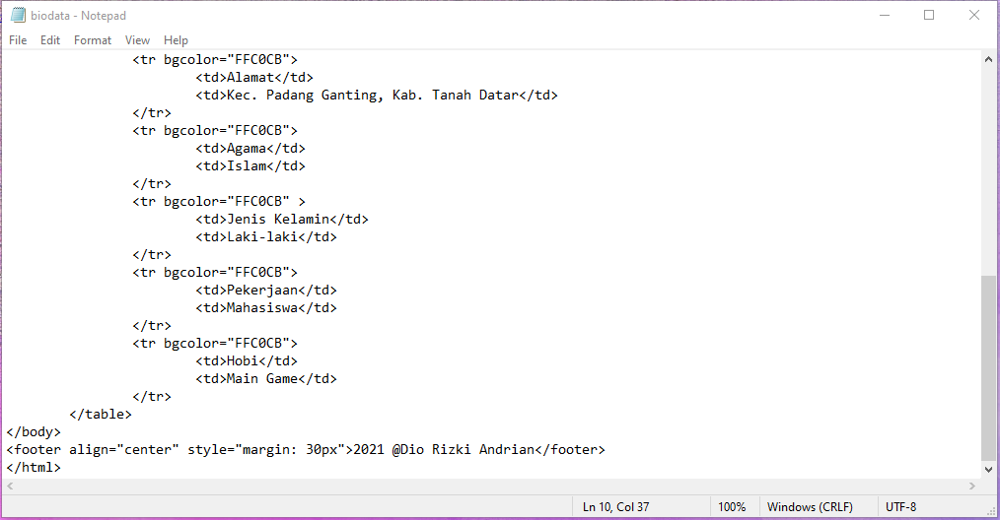 biodata - Notepad
File Edit Format View Help
<tr bgcolor="FFC0CB">
<td>Alamat</td>
<td>Kec. Padang Ganting, Kab. Tanah Datar</td>
</tr>
<tr bgcolor="FFC0CB">
<td>Agama</td>
<td>Islam</td>
</tr>
<tr bgcolor="FFC0CB" >
<td>Jenis Kelamin</td>
<td>Laki-laki</td>
</tr>
<tr bgcolor="FFC0CB">
<td>Pekerjaan</td>
<td>Mahasiswa</td>
</tr>
<tr bgcolor="FFC0CB">
<td>Hobi</td>
<td>Main Game</td>
</tr>
</table>
</body>
<footer align="center" style="margin: 30px">2021 @Dio Rizki Andrian</footer>
</html>
Ln 10, Col 37 100% Windows (CRLF) UTF-8